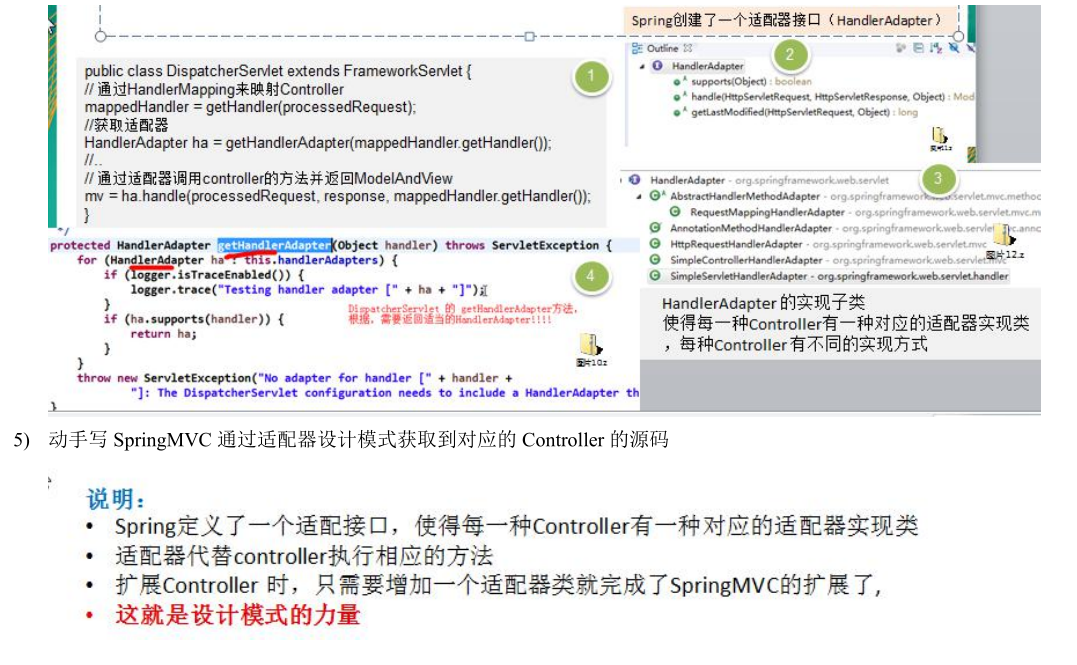 Spring创建了一个适配器接口（HandlerAdapter）
public class DispatcherServlet extends FrameworkServlet {
// 通过HandlerMapping来映射Controller
mappedHandler = getHandler(processedRequest);
//获取适配器
HandlerAdapter ha = getHandlerAdapter(mappedHandler.getHandler());
//..
// 通过适配器调用controller的方法并返回ModelAndView
mv = ha.handle(processedRequest, response, mappedHandler.getHandler());
}
1
Outline
2
HandlerAdapter
supports(Object) : boolean
handle(HttpServletRequest, HttpServletResponse, Object) : Mod
getLastModified(HttpServletRequest, Object) : long
HandlerAdapter - org.springframework.web.servlet
3
AbstractHandlerMethodAdapter - org.springframework.web.servlet.mvc.method
RequestMappingHandlerAdapter - org.springframework.web.servlet.mvc.m
AnnotationMethodHandlerAdapter - org.springframework.web.servlet.mvc.annc
HttpRequestHandlerAdapter - org.springframework.web.servlet.mvc
SimpleControllerHandlerAdapter - org.springframework.web.servlet.mvc
图片12.z
SimpleServletHandlerAdapter - org.springframework.web.servlet.handler
HandlerAdapter 的实现子类
使得每一种Controller有一种对应的适配器实现类
，每种Controller 有不同的实现方式
*/
protected HandlerAdapter getHandlerAdapter(Object handler) throws ServletException {
for (HandlerAdapter ha : this.handlerAdapters) {
if (logger.isTraceEnabled()) {
logger.trace("Testing handler adapter [" + ha + "]");
}
if (ha.supports(handler)) {
return ha;
}
}
throw new ServletException("No adapter for handler [" + handler +
"]: The DispatcherServlet configuration needs to include a HandlerAdapter th
}
4
DispatcherServlet 的 getHandlerAdapter方法，
根据，需要返回适当的HandlerAdapter!!!!
图片10z
5) 动手写 SpringMVC 通过适配器设计模式获取到对应的 Controller 的源码
说明：
• Spring定义了一个适配接口，使得每一种Controller有一种对应的适配器实现类
• 适配器代替controller执行相应的方法
• 扩展Controller 时，只需要增加一个适配器类就完成了SpringMVC的扩展了,
• 这就是设计模式的力量